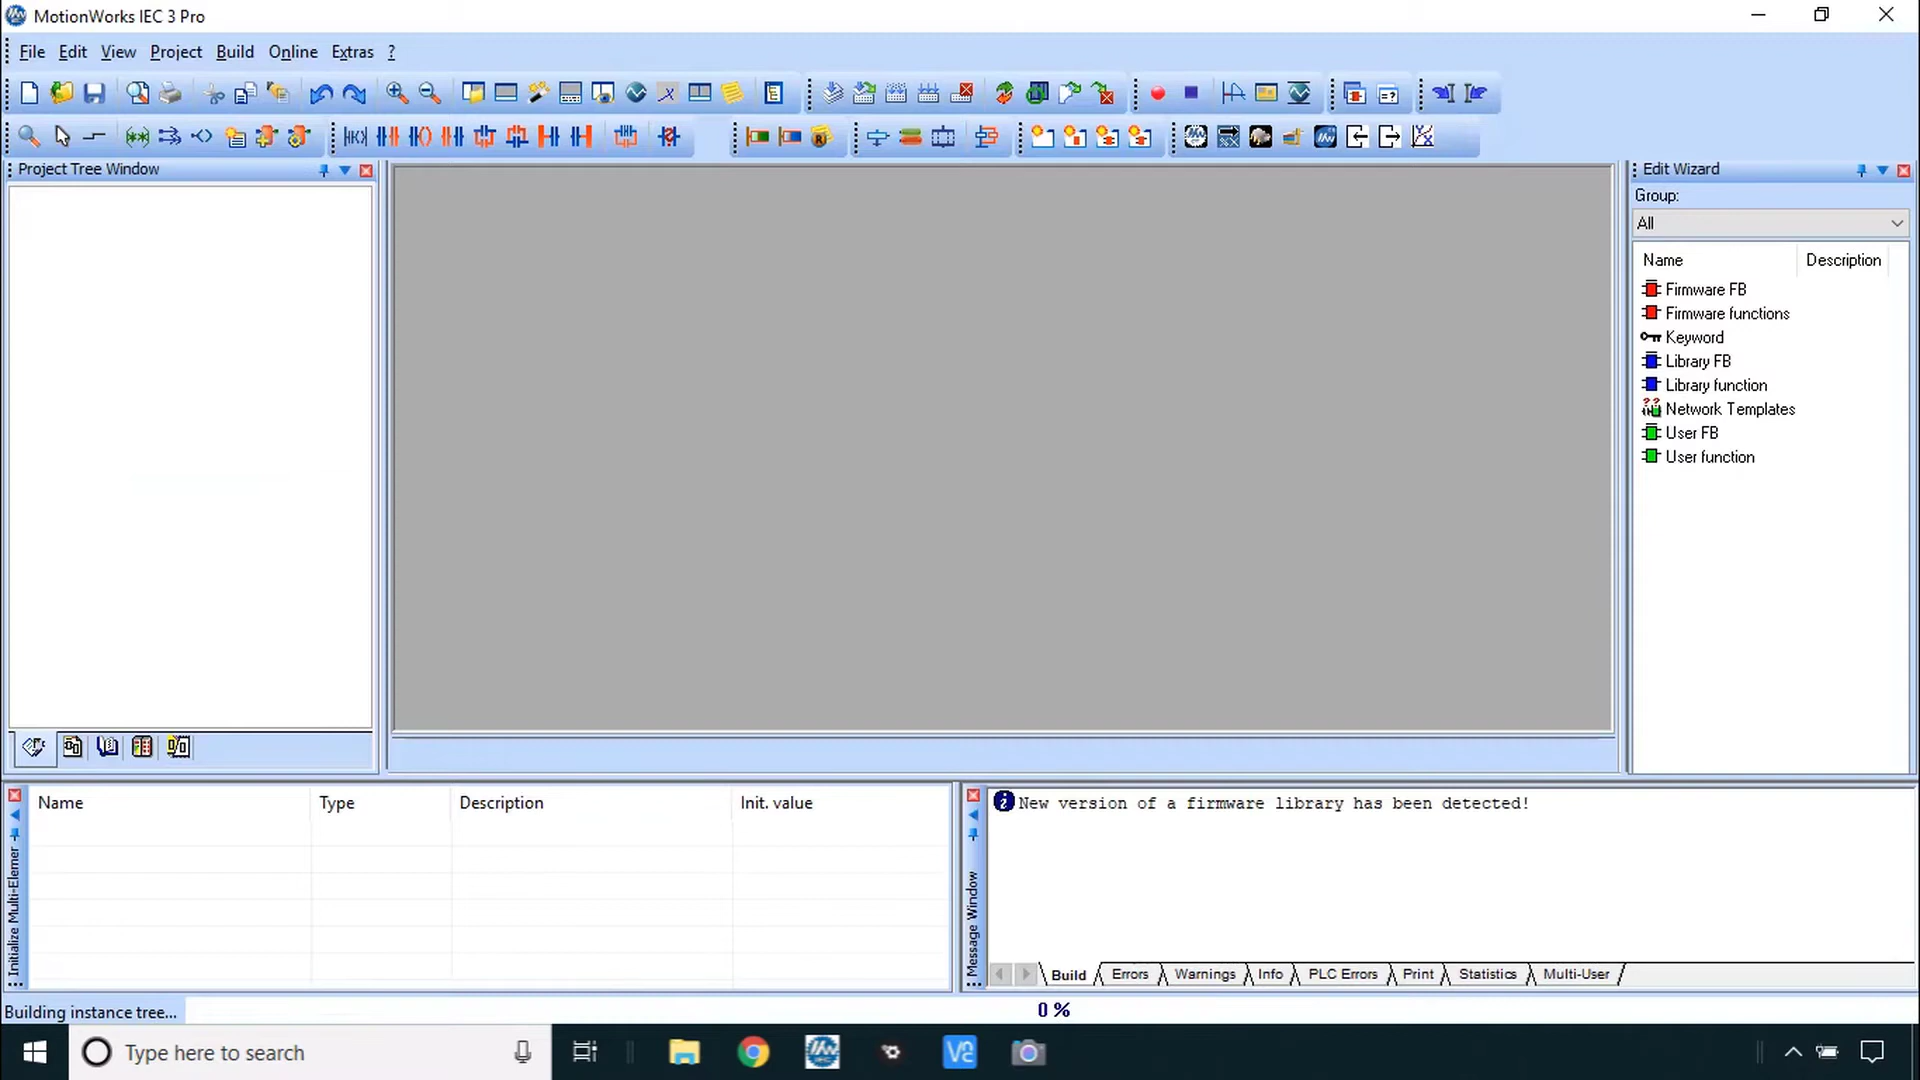 MotionWorks IEC 3 Pro
File Edit View Project Build Online Extras ?
Project Tree Window
Edit Wizard
Group:
All
Name Description
Firmware FB
Firmware functions
Keyword
Library FB
Library function
Network Templates
User FB
User function
Name Type Description Init. value
Initialize Multi-Elemer
Message Window
New version of a firmware library has been detected!
Build Errors Warnings Info PLC Errors Print Statistics Multi-User
Building instance tree...
0 %
Type here to search